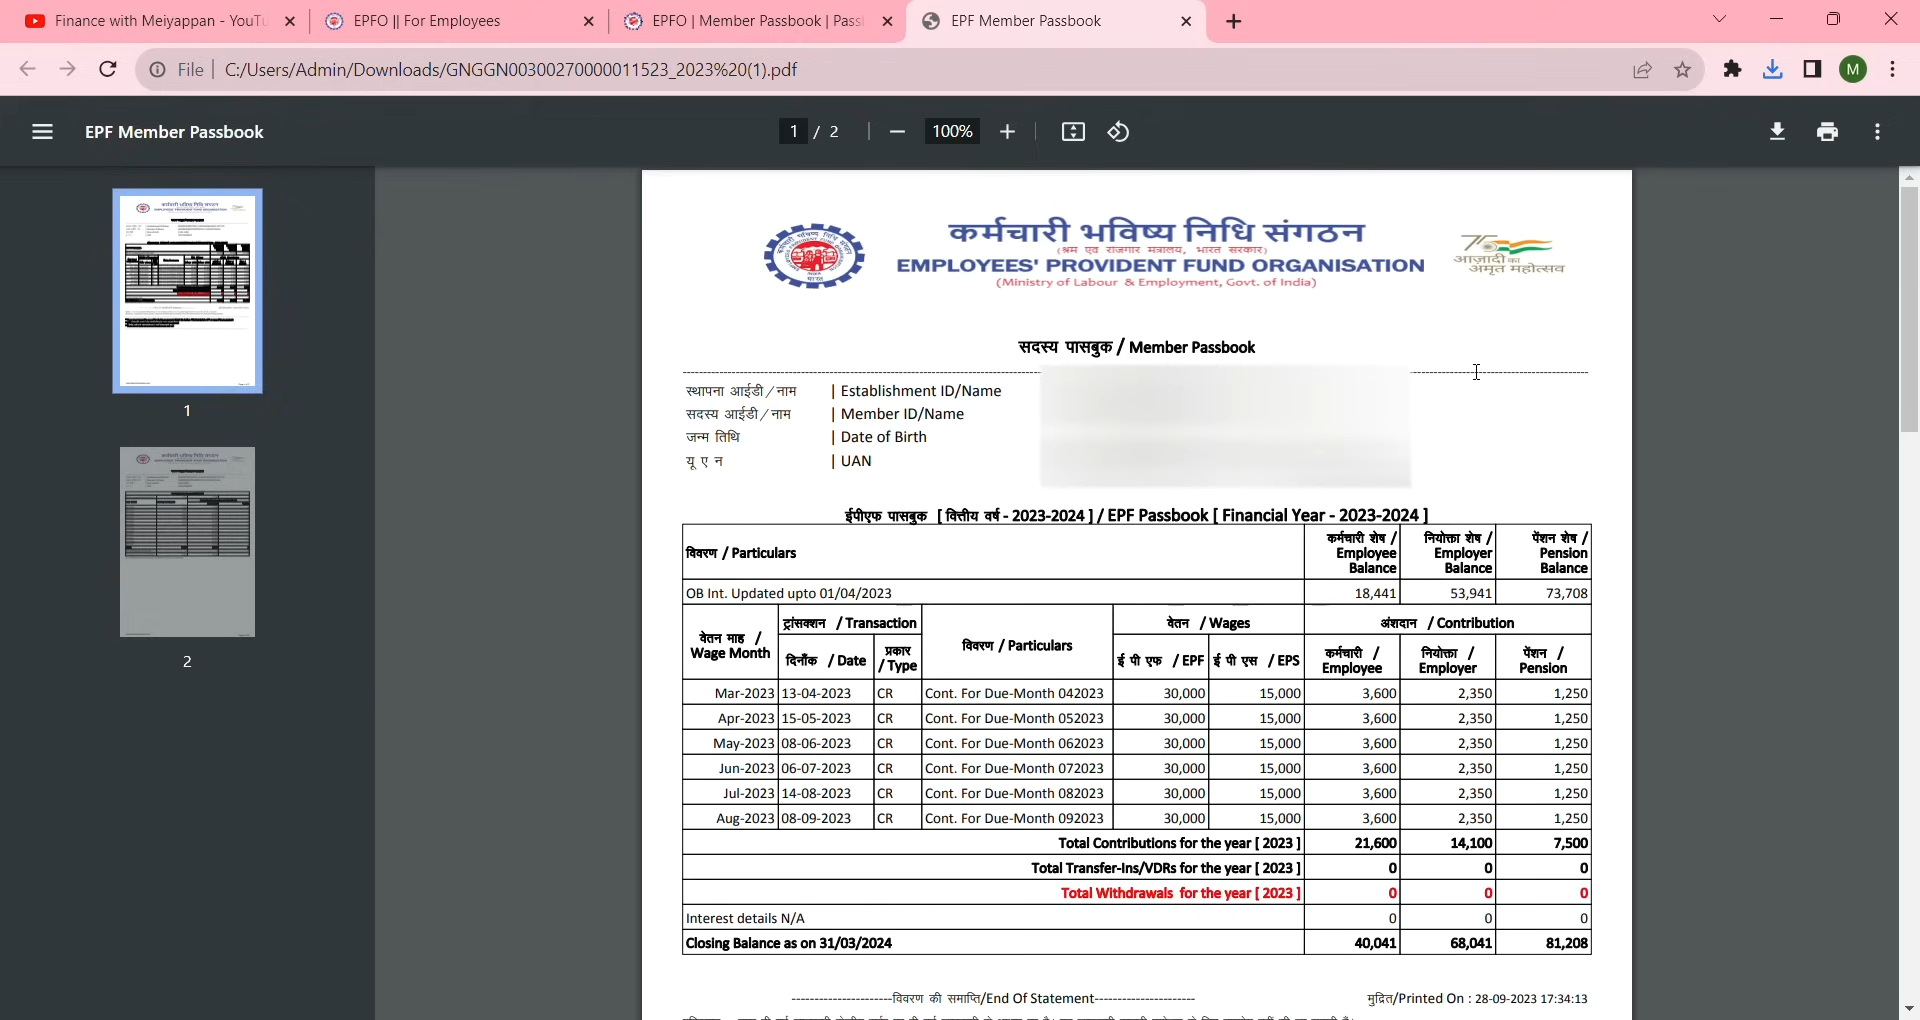 Finance with Meiyappan - YouTu
EPFO || For Employees
EPFO | Member Passbook | Pass
EPF Member Passbook
File | C:/Users/Admin/Downloads/GNGGN00300270000011523_2023%20(1).pdf
M
EPF Member Passbook
1 / 2
100%
1
2
कर्मचारी भविष्य निधि संगठन
(श्रम एवं रोजगार मंत्रालय, भारत सरकार)
EMPLOYEES' PROVIDENT FUND ORGANISATION
(Ministry of Labour & Employment, Govt. of India)
आज़ादी का
अमृत महोत्सव
सदस्य पासबुक / Member Passbook
स्थापना आईडी/नाम | Establishment ID/Name
सदस्य आईडी/नाम | Member ID/Name
जन्म तिथि | Date of Birth
यू ए न | UAN
ईपीएफ पासबुक [ वित्तीय वर्ष - 2023-2024 ] / EPF Passbook [ Financial Year - 2023-2024 ]
विवरण / Particulars
कर्मचारी शेष / Employee Balance
नियोक्ता शेष / Employer Balance
पेंशन शेष / Pension Balance
OB Int. Updated upto 01/04/2023 18,441 53,941 73,708
वेतन माह / Wage Month
ट्रांसक्शन / Transaction
दिनाँक / Date
प्रकार / Type
विवरण / Particulars
वेतन / Wages
ई पी एफ / EPF
ई पी एस / EPS
अंशदान / Contribution
कर्मचारी / Employee
नियोक्ता / Employer
पेंशन / Pension
Mar-2023 13-04-2023 CR Cont. For Due-Month 042023 30,000 15,000 3,600 2,350 1,250
Apr-2023 15-05-2023 CR Cont. For Due-Month 052023 30,000 15,000 3,600 2,350 1,250
May-2023 08-06-2023 CR Cont. For Due-Month 062023 30,000 15,000 3,600 2,350 1,250
Jun-2023 06-07-2023 CR Cont. For Due-Month 072023 30,000 15,000 3,600 2,350 1,250
Jul-2023 14-08-2023 CR Cont. For Due-Month 082023 30,000 15,000 3,600 2,350 1,250
Aug-2023 08-09-2023 CR Cont. For Due-Month 092023 30,000 15,000 3,600 2,350 1,250
Total Contributions for the year [ 2023 ] 21,600 14,100 7,500
Total Transfer-Ins/VDRs for the year [ 2023 ] 0 0 0
Total Withdrawals for the year [ 2023 ] 0 0 0
Interest details N/A 0 0 0
Closing Balance as on 31/03/2024 40,041 68,041 81,208
----------------------विवरण की समाप्ति/End Of Statement----------------------
मुद्रित/Printed On : 28-09-2023 17:34:13